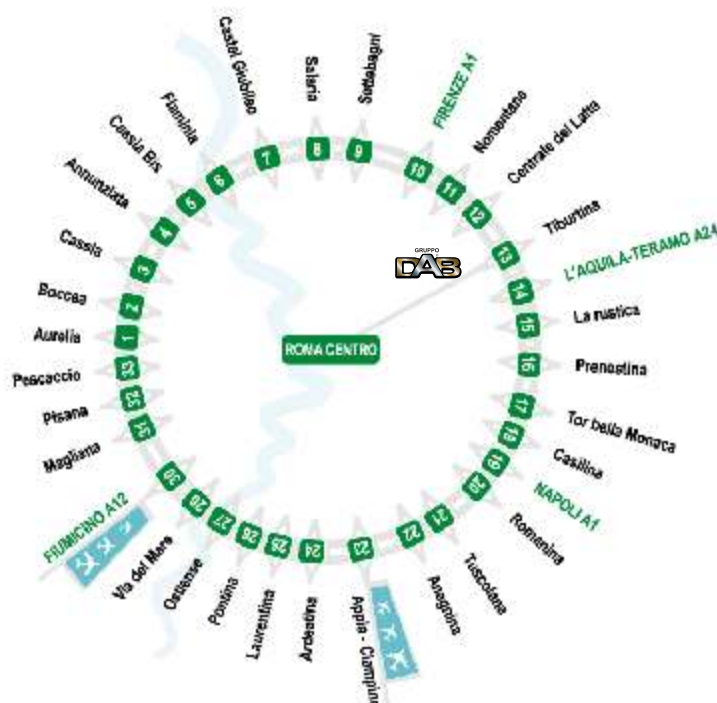 Settebagni
Salaria
Castel Giubileo
Flaminia
Cassia Bis
Annunziata
Cassia
Boccea
Aurelia
Pescaccio
Pisana
Magliana
FIUMICINO A12
Via del Mare
Ostiense
Pontina
Laurentina
Ardeatina
Appia - Ciampino
Anagnina
Tuscolana
Romanina
NAPOLI A1
Casilina
Tor bella Monaca
Prenestina
La rustica
L'AQUILA-TERAMO A24
Tiburtina
Centrale del Latte
Nomentana
FIRENZE A1
1
2
3
4
5
6
7
8
9
10
11
12
13
14
15
16
17
18
19
20
21
22
23
24
25
26
27
30
31
32
33
GRUPPO
DAB
ROMA CENTRO